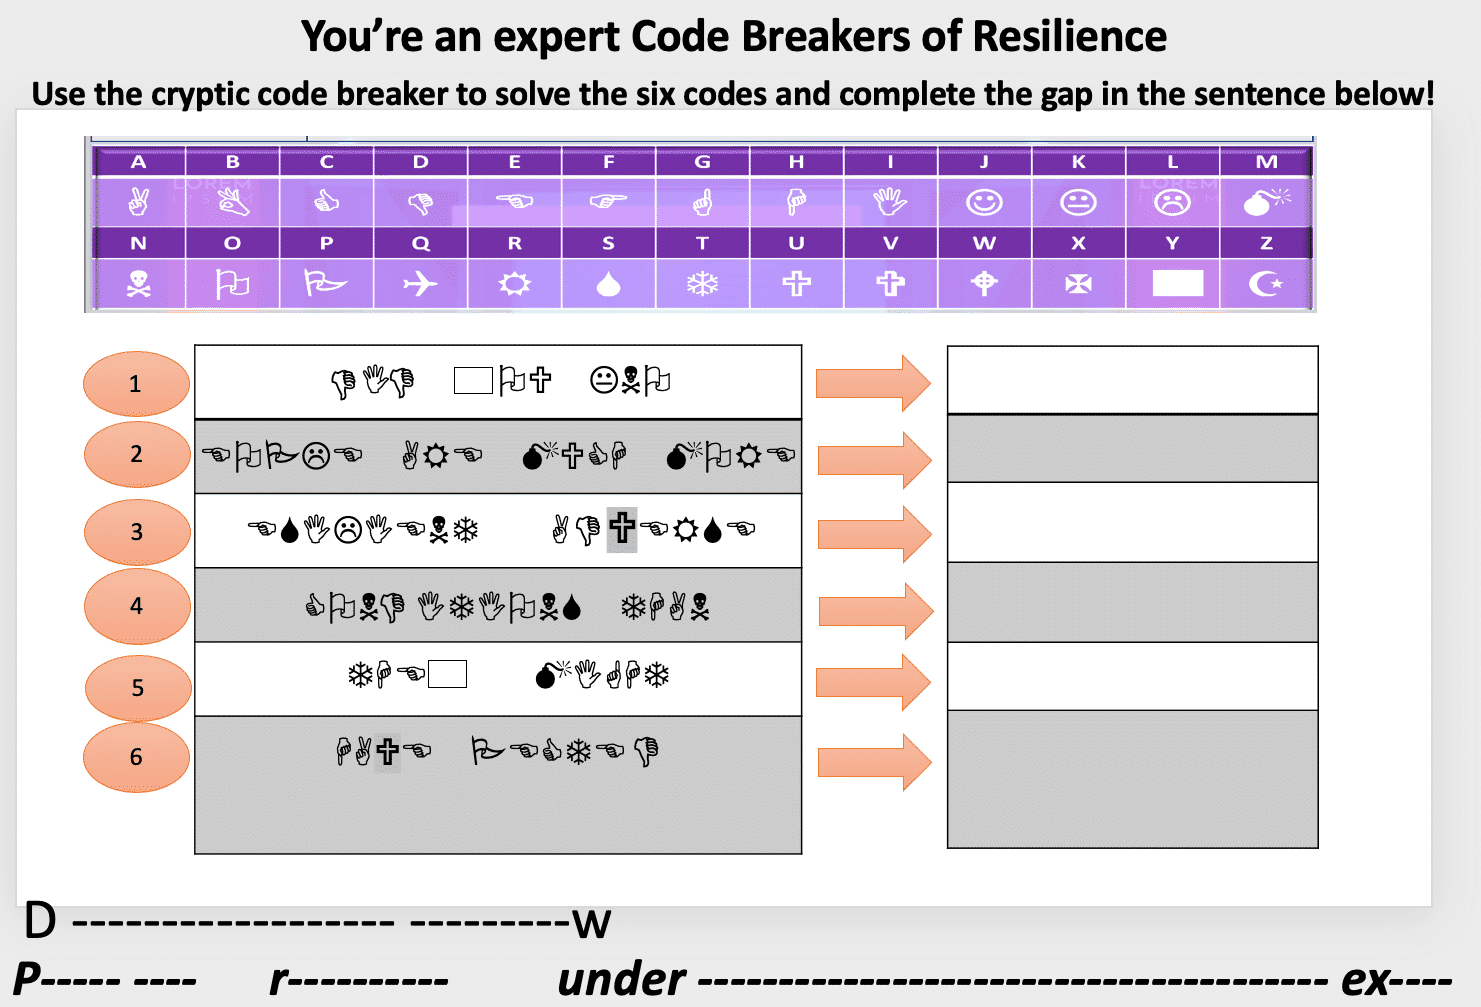 You’re an expert Code Breakers of Resilience
Use the cryptic code breaker to solve the six codes and complete the gap in the sentence below!
A B C D E F G H I J K L M
✌ 👌 👍 👎 ☜ ☞ ☝ ☟ 🖐 ☺ 😐 ☹ 💣
N O P Q R S T U V W X Y Z
☠ ⚐ 🏱 ✈ ☼ 💧 ❄ 🕆 ✞ 🕈 ✠ ☪
1 👎🖐👎 ▭⚐🕆 😐☠⚐
2 ☜⚐🏱☹☜ ✌☼☜ 💣🕆👍☟ 💣⚐☼☜
3 ☜💧🖐☹🖐☜☠❄ ✌👎✞☜☼💧☜
4 👍⚐☠👎 🖐❄🖐⚐☠💧 ❄☟✌☠
5 ❄☟☜▭ 💣🖐☝☟❄
6 ☟✌✞☜ 🏱☜👍❄☜ 👎
D ------------------ ---------w
P----- ---- r---------- under ------------------------------------ ex----